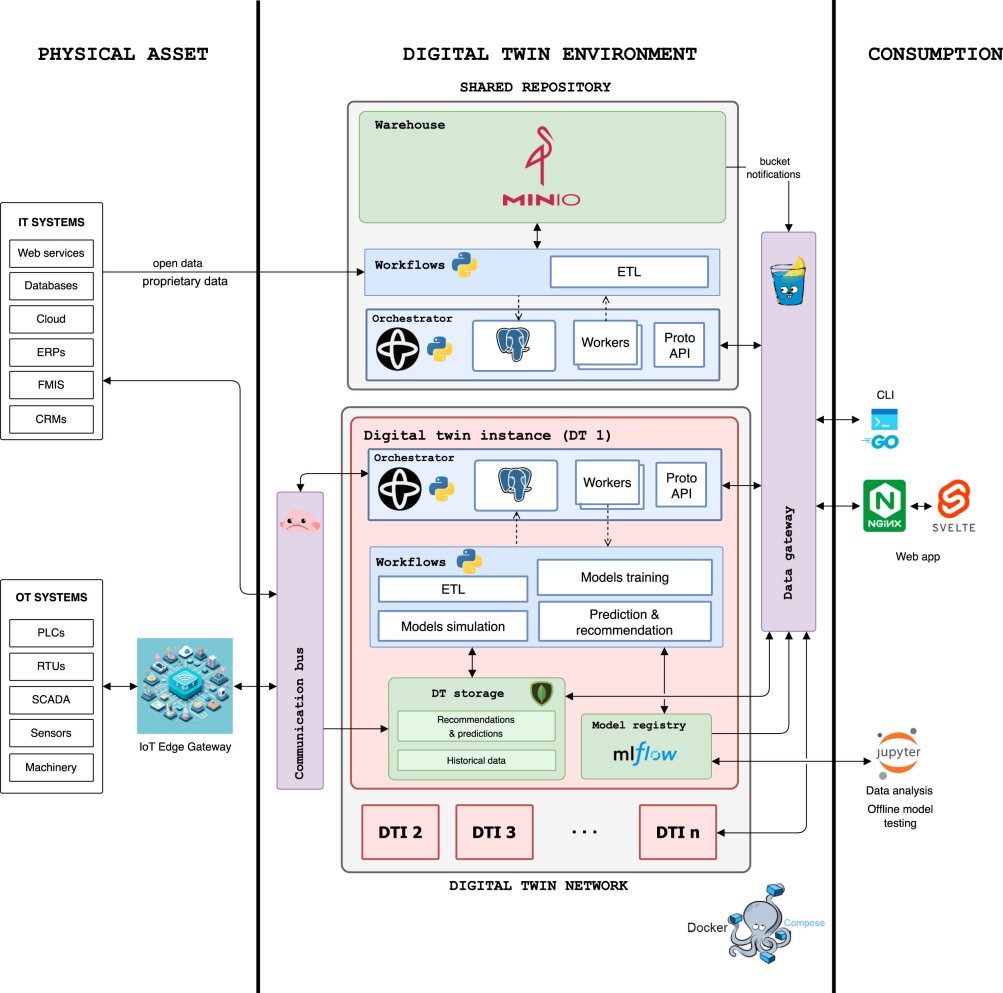 PHYSICAL ASSET
DIGITAL TWIN ENVIRONMENT
CONSUMPTION
SHARED REPOSITORY
Warehouse
MINIO
bucket
notifications
IT SYSTEMS
Web services
Databases
Cloud
ERPs
FMIS
CRMs
open data
proprietary data
Workflows
ETL
Orchestrator
Workers
Proto
API
Digital twin instance (DT 1)
Orchestrator
Workers
Proto
API
Workflows
ETL
Models training
Models simulation
Prediction &
recommendation
DT storage
Recommendations
& predictions
Historical data
Model registry
mlflow
Communication bus
Data gateway
CLI
GO
NGINX
SVELTE
Web app
OT SYSTEMS
PLCs
RTUs
SCADA
Sensors
Machinery
IoT Edge Gateway
jupyter
Data analysis
Offline model
testing
DTI 2
DTI 3
...
DTI n
DIGITAL TWIN NETWORK
Docker
Compose